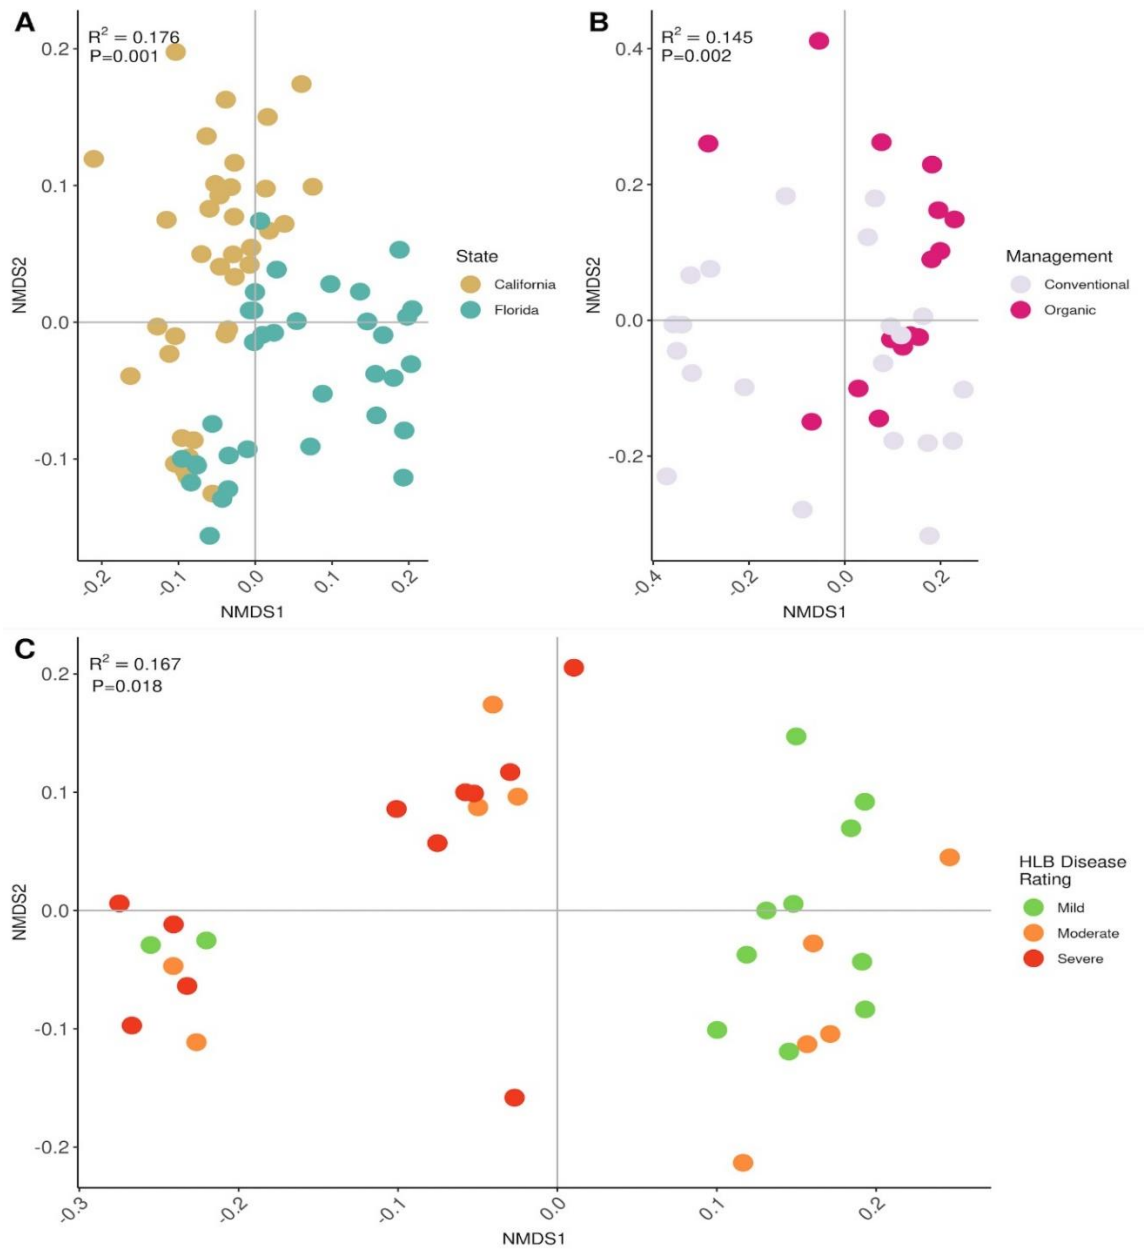 A
R² = 0.176
P=0.001
0.2
0.1
0.0
-0.1
NMDS2
-0.2
-0.1
0.0
0.1
0.2
NMDS1
State
California
Florida
B
R² = 0.145
P=0.002
0.4
0.2
0.0
-0.2
NMDS2
-0.4
-0.2
0.0
0.2
NMDS1
Management
Conventional
Organic
C
R² = 0.167
P=0.018
0.2
0.1
0.0
-0.1
-0.2
NMDS2
-0.3
-0.2
-0.1
0.0
0.1
0.2
NMDS1
HLB Disease
Rating
Mild
Moderate
Severe